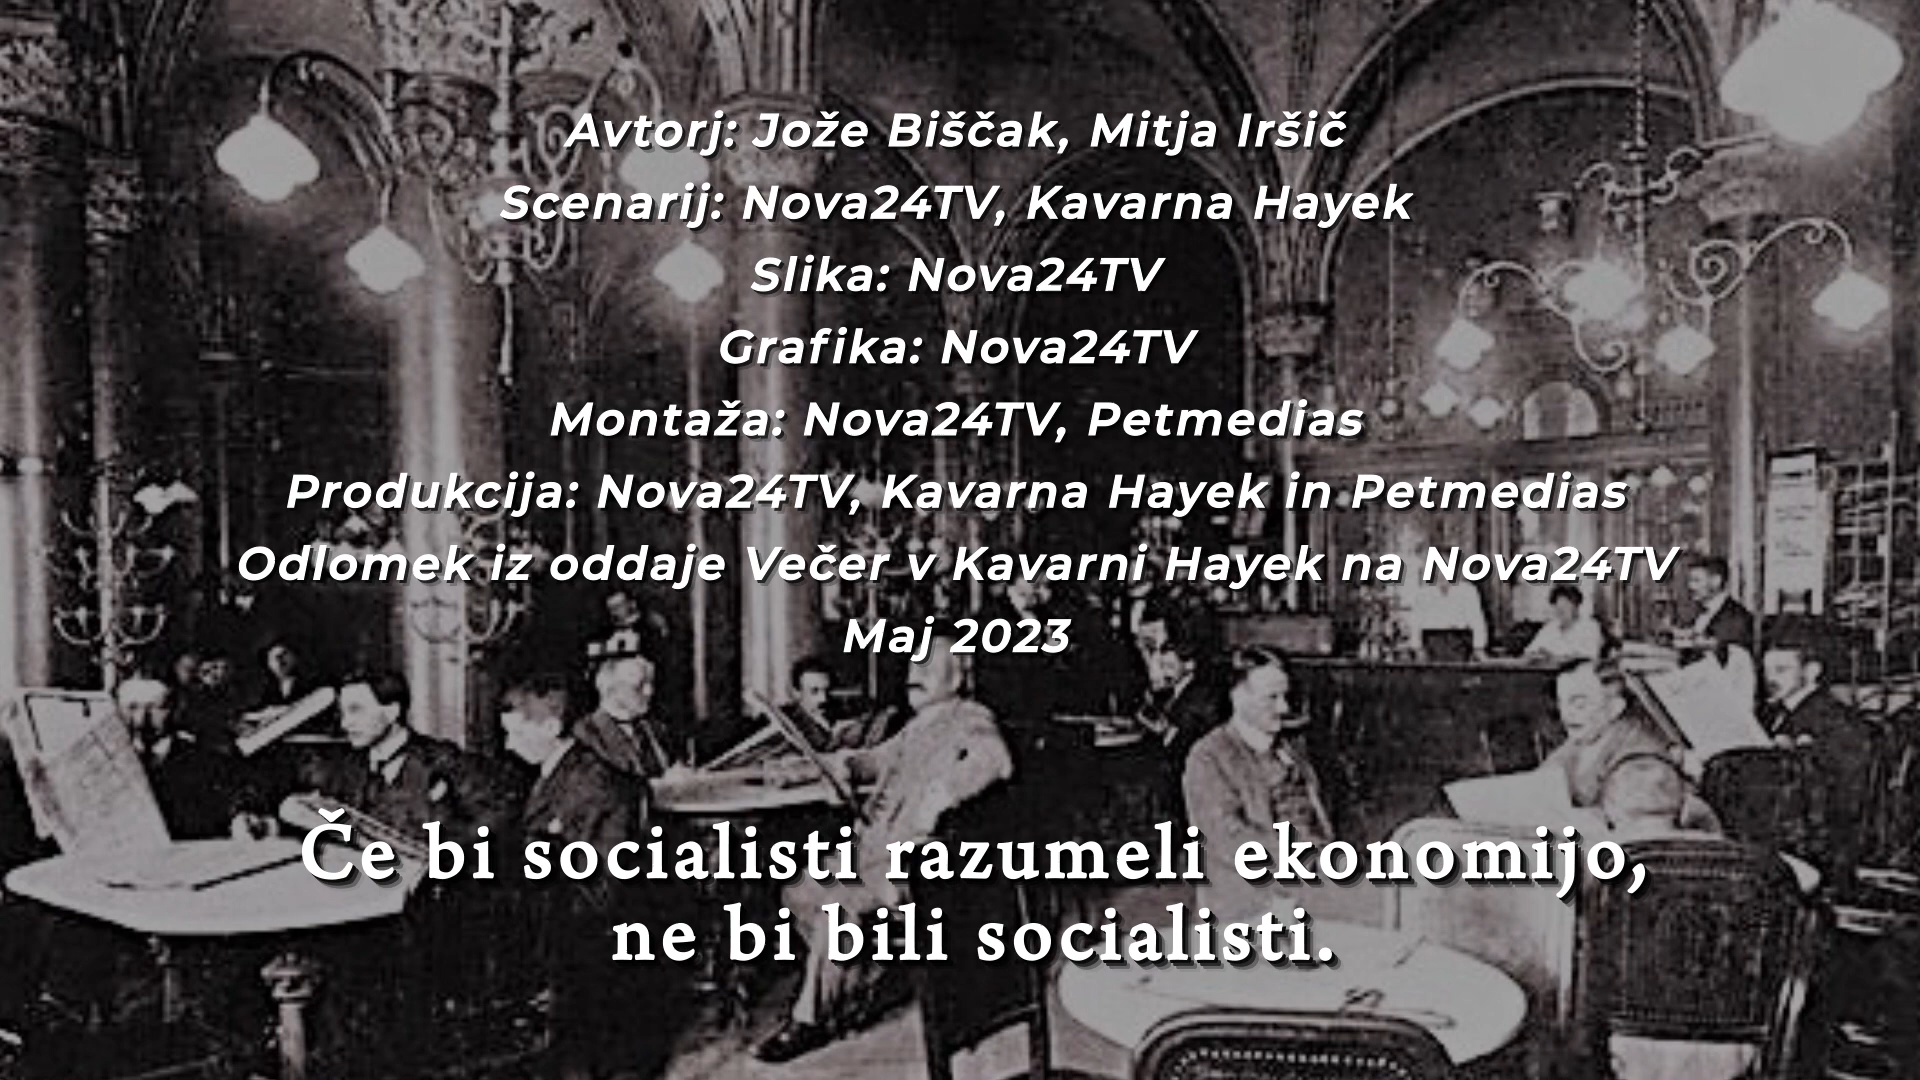 Avtorj: Jože Biščak, Mitja Iršič
Scenarij: Nova24TV, Kavarna Hayek
Slika: Nova24TV
Grafika: Nova24TV
Montaža: Nova24TV, Petmedias
Produkcija: Nova24TV, Kavarna Hayek in Petmedias
Odlomek iz oddaje Večer v Kavarni Hayek na Nova24TV
Maj 2023
Če bi socialisti razumeli ekonomijo,
ne bi bili socialisti.